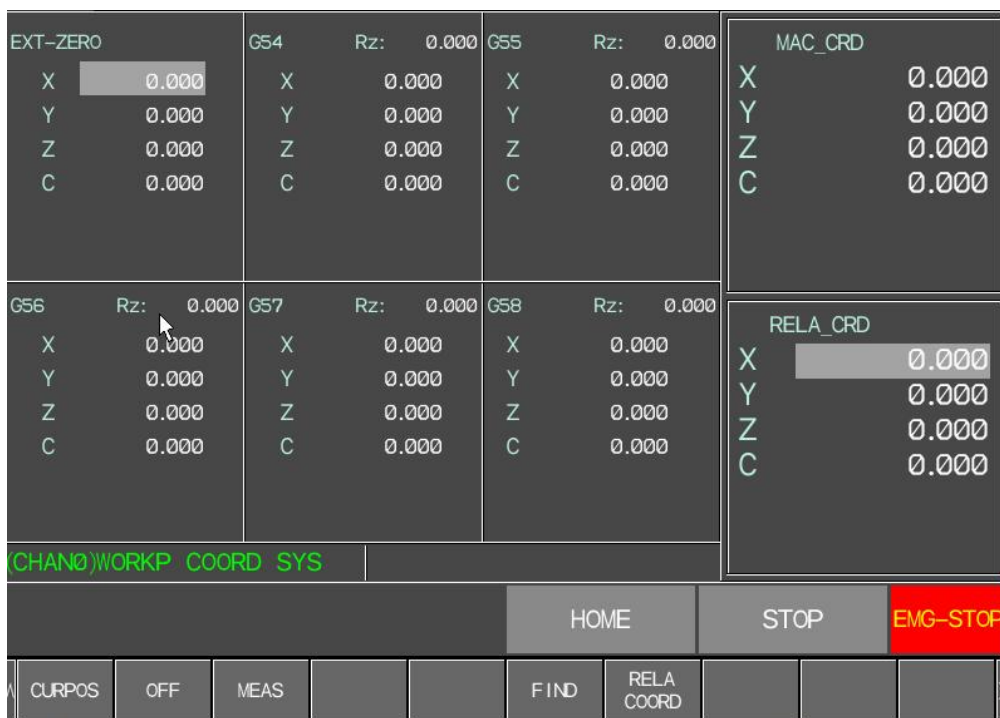 EXT-ZERO
X 0.000
Y 0.000
Z 0.000
C 0.000
G54 Rz: 0.000
X 0.000
Y 0.000
Z 0.000
C 0.000
G55 Rz: 0.000
X 0.000
Y 0.000
Z 0.000
C 0.000
MAC_CRD
X 0.000
Y 0.000
Z 0.000
C 0.000
G56 Rz: 0.000
X 0.000
Y 0.000
Z 0.000
C 0.000
G57 Rz: 0.000
X 0.000
Y 0.000
Z 0.000
C 0.000
G58 Rz: 0.000
X 0.000
Y 0.000
Z 0.000
C 0.000
RELA_CRD
X 0.000
Y 0.000
Z 0.000
C 0.000
(CHAN0)WORKP COORD SYS
HOME
STOP
EMG-STOP
CURPOS
OFF
MEAS
FIND
RELA
COORD